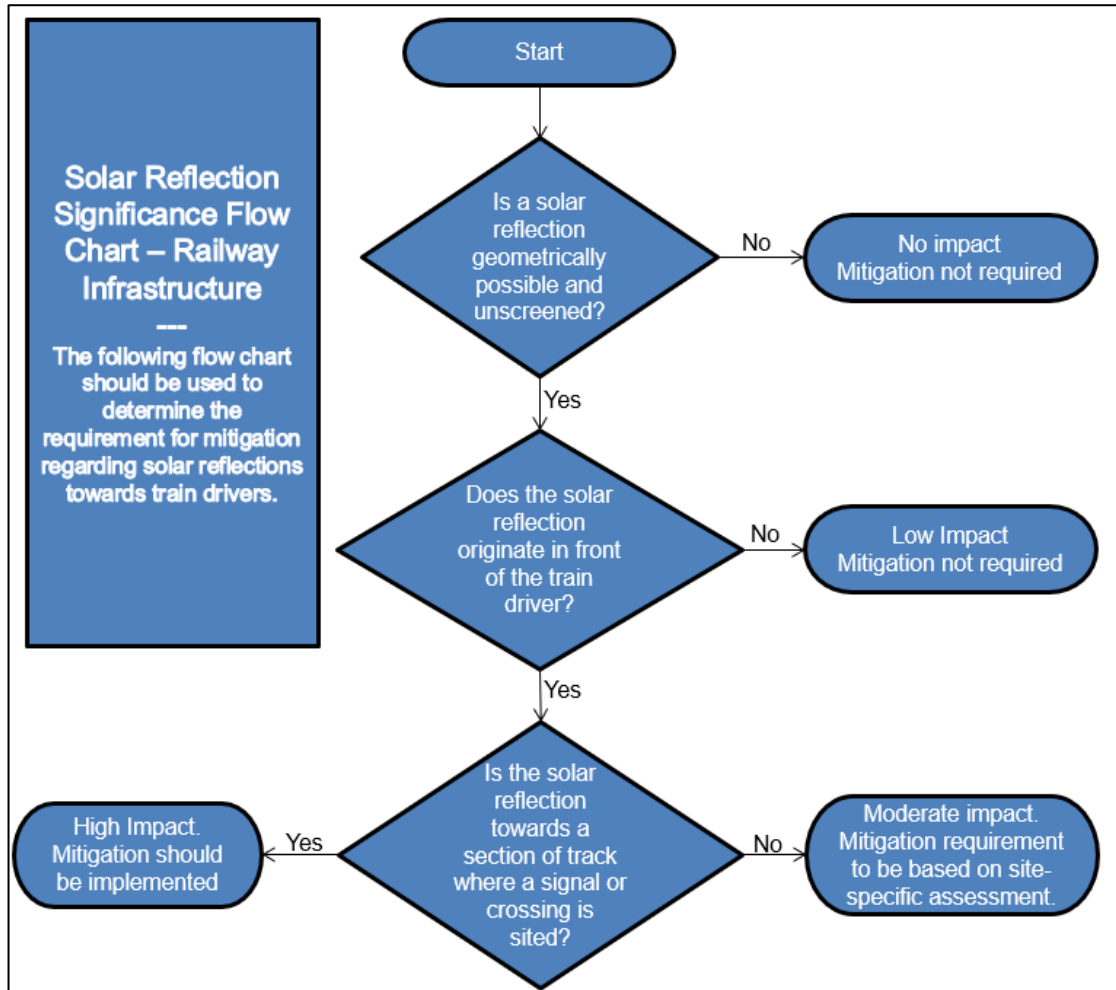 Solar Reflection
Significance Flow
Chart – Railway
Infrastructure
---
The following flow chart
should be used to
determine the
requirement for mitigation
regarding solar reflections
towards train drivers.
Start
Is a solar
reflection
geometrically
possible and
unscreened?
No
No impact
Mitigation not required
Yes
Does the solar
reflection
originate in front
of the train
driver?
No
Low Impact
Mitigation not required
Yes
Is the solar
reflection
towards a
section of track
where a signal or
crossing is
sited?
Yes
High Impact.
Mitigation should
be implemented
No
Moderate impact.
Mitigation requirement
to be based on site-
specific assessment.